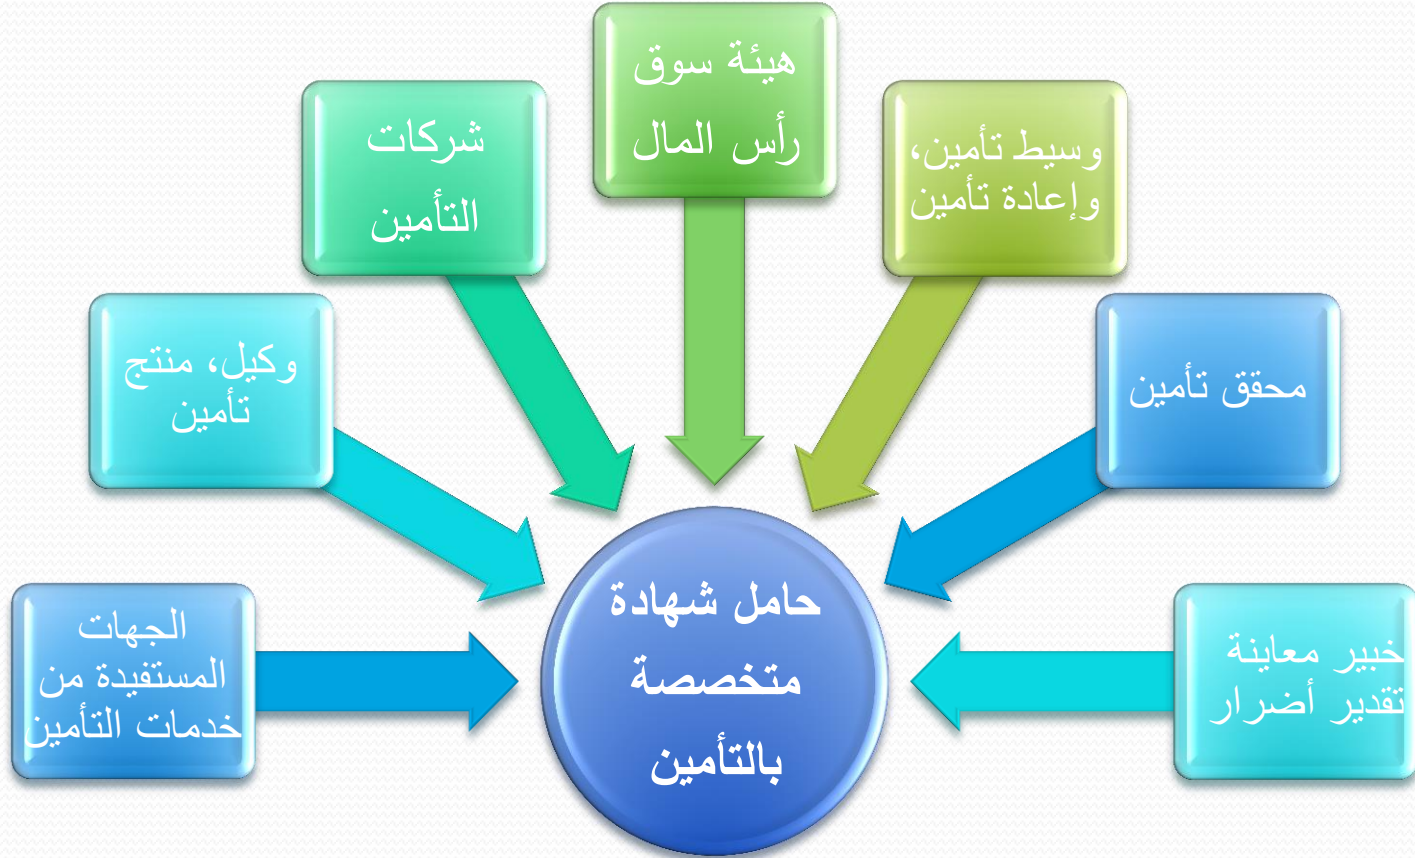 هيئة سوق
رأس المال
وسيط تأمين،
وإعادة تأمين
شركات
التأمين
محقق تأمين
وكيل، منتج
تأمين
خبير معاينة
تقدير أضرار
الجهات
المستفيدة من
خدمات التأمين
حامل شهادة
متخصصة
بالتأمين